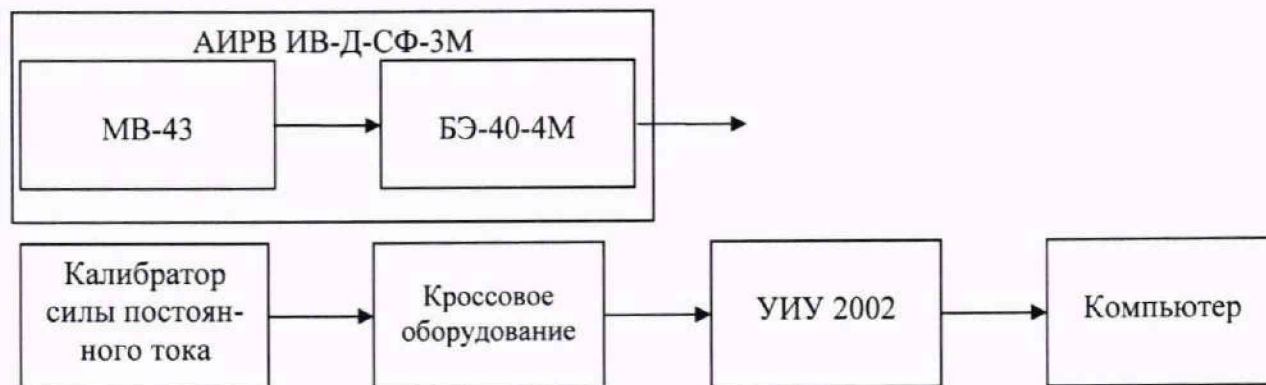 АИРВ ИВ-Д-СФ-3М
МВ-43
БЭ-40-4М
Калибратор
силы постоян-
ного тока
Кроссовое
оборудование
УИУ 2002
Компьютер